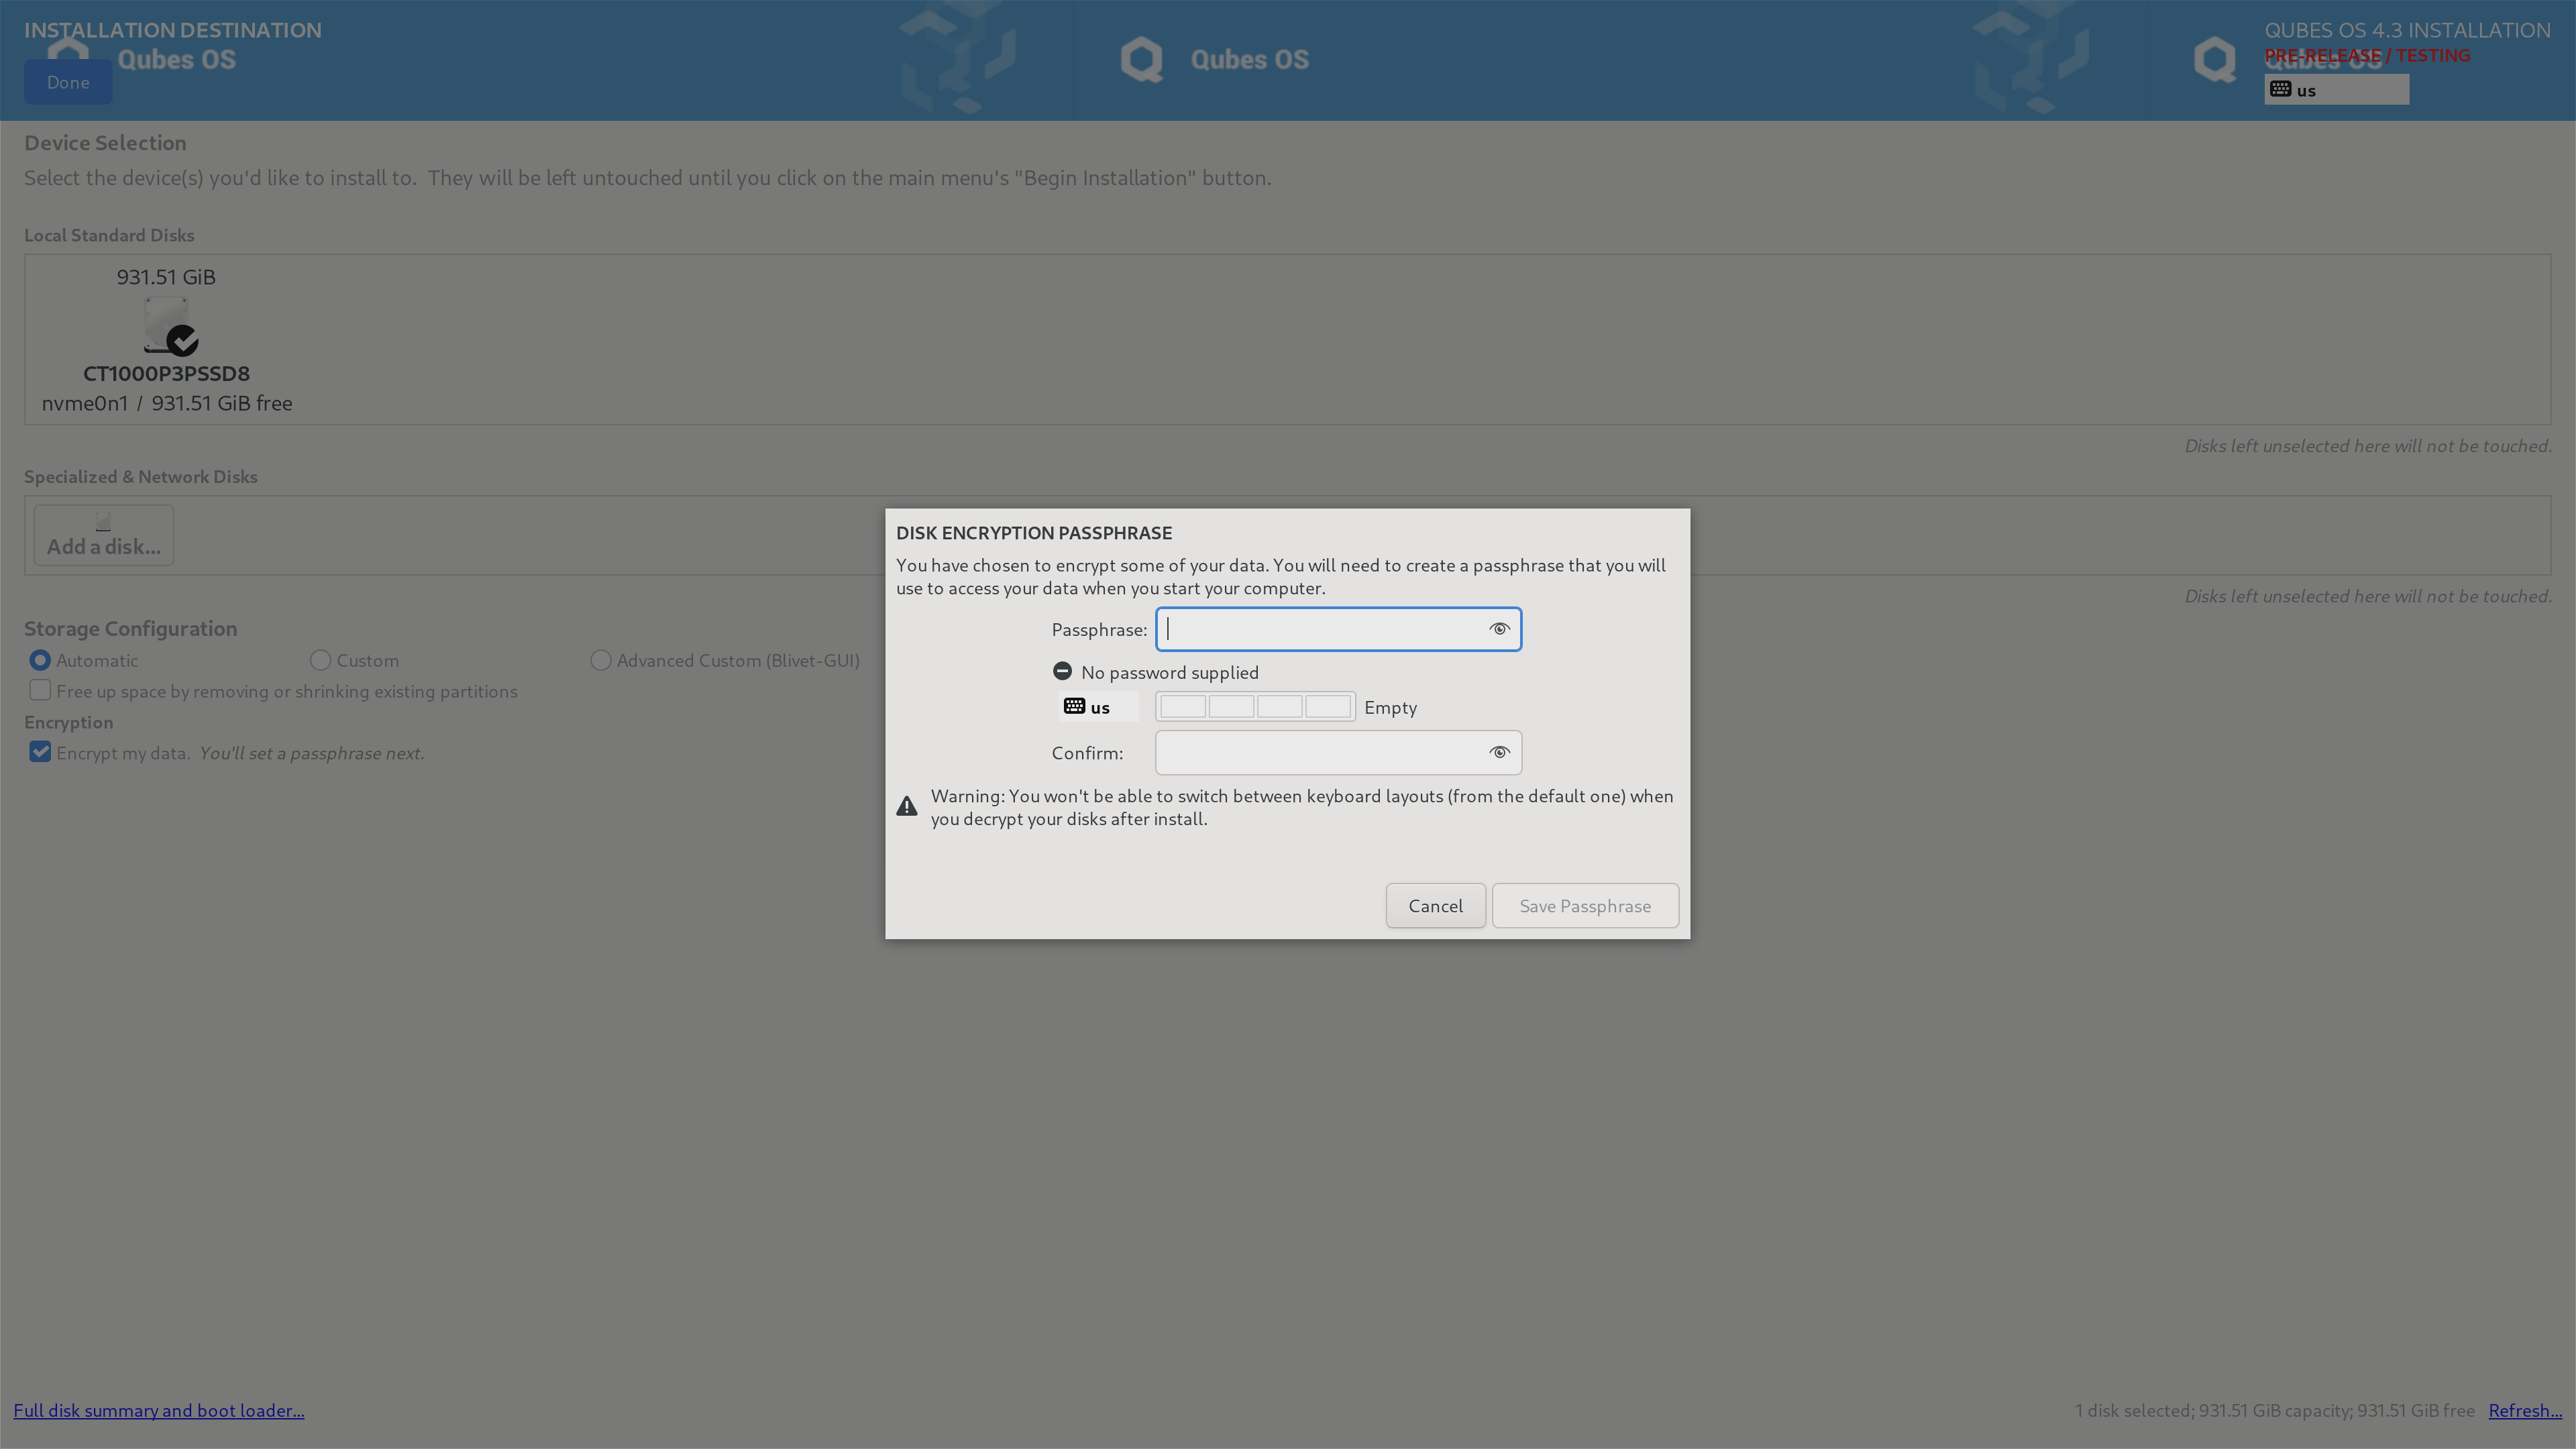 INSTALLATION DESTINATION
Qubes OS
Done
Qubes OS
QUBES OS 4.3 INSTALLATION
PRE-RELEASE / TESTING
Qubes OS
us
Device Selection
Select the device(s) you'd like to install to. They will be left untouched until you click on the main menu's "Begin Installation" button.
Local Standard Disks
931.51 GiB
CT1000P3PSSD8
nvme0n1 / 931.51 GiB free
Disks left unselected here will not be touched.
Specialized & Network Disks
Add a disk...
Disks left unselected here will not be touched.
Storage Configuration
Automatic
Custom
Advanced Custom (Blivet-GUI)
Free up space by removing or shrinking existing partitions
Encryption
Encrypt my data. You'll set a passphrase next.
DISK ENCRYPTION PASSPHRASE
You have chosen to encrypt some of your data. You will need to create a passphrase that you will
use to access your data when you start your computer.
Passphrase:
No password supplied
us
Empty
Confirm:
Warning: You won't be able to switch between keyboard layouts (from the default one) when
you decrypt your disks after install.
Cancel
Save Passphrase
Full disk summary and boot loader...
1 disk selected; 931.51 GiB capacity; 931.51 GiB free
Refresh...